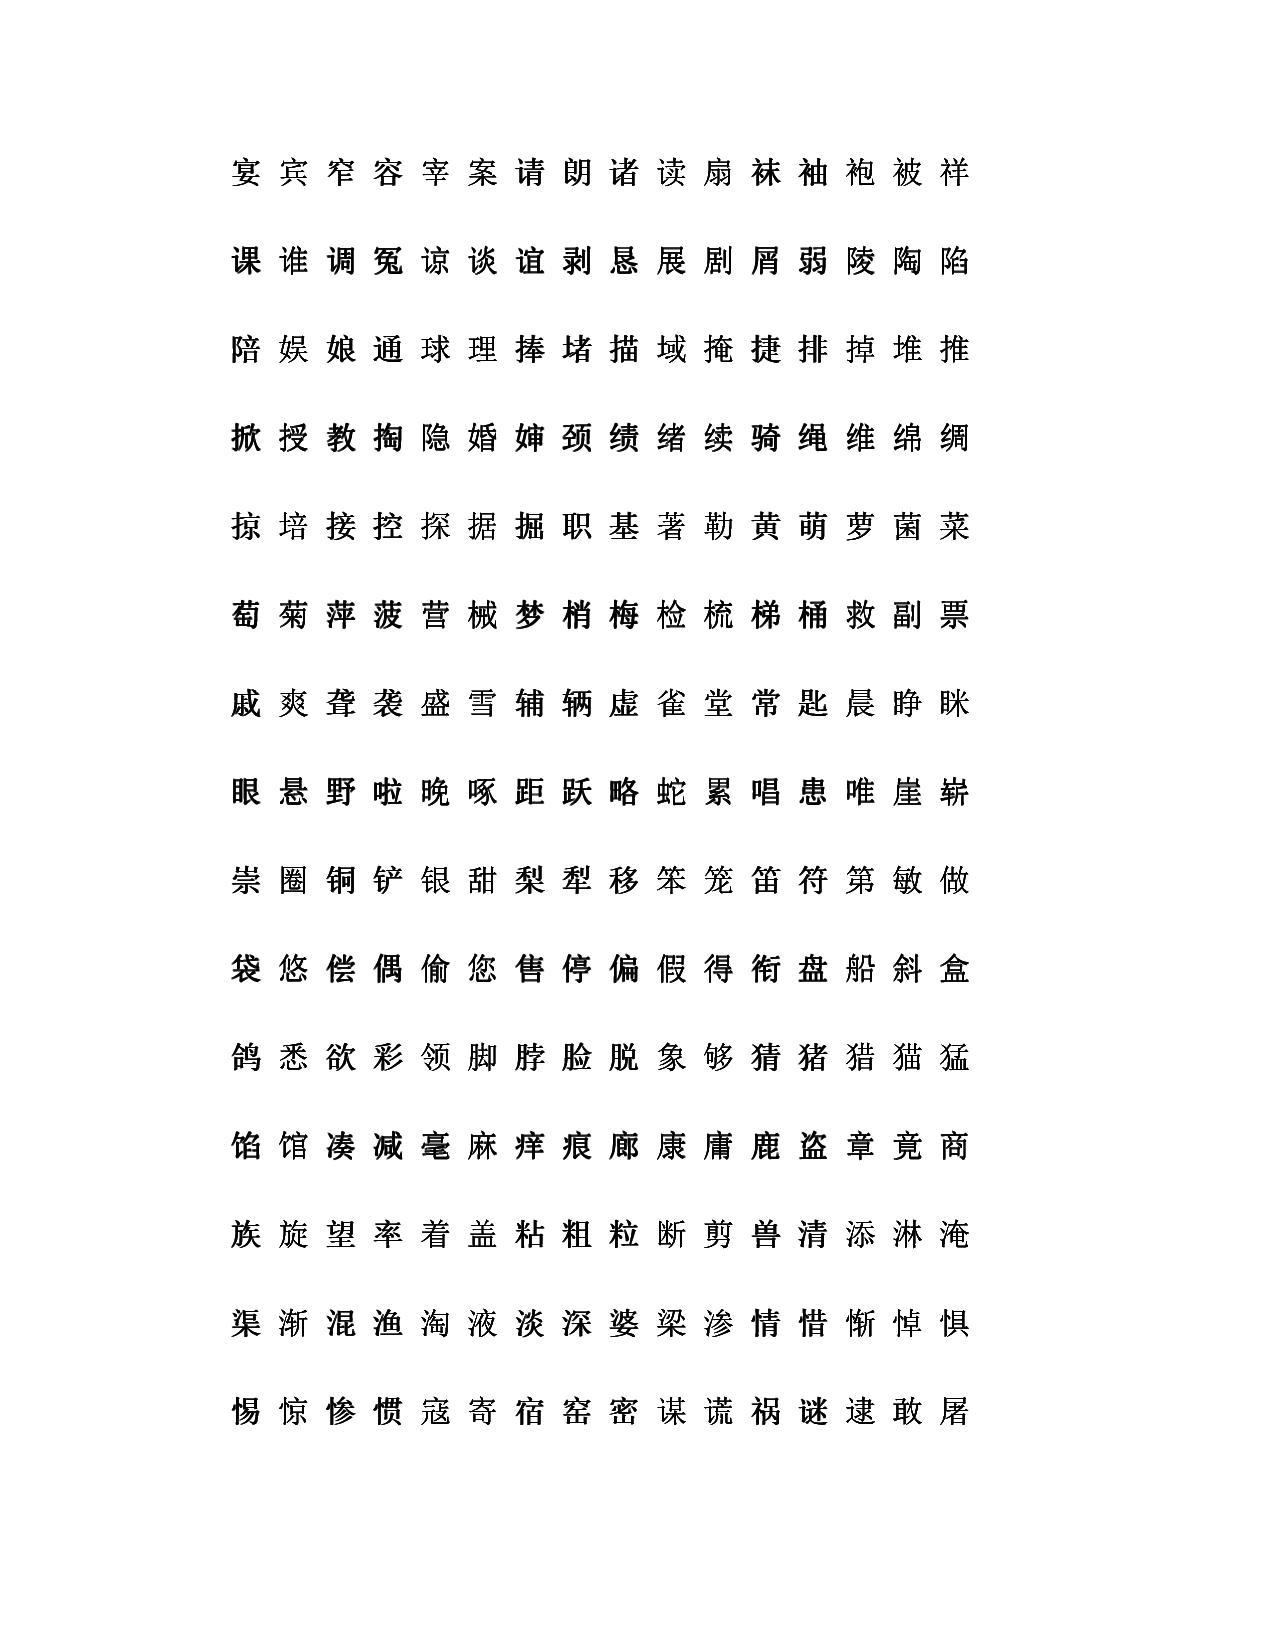 宴 宾 窄 容 宰 案 请 朗 诸 读 扇 袜 袖 袍 被 祥
课 谁 调 冤 谅 谈 谊 剥 恳 展 剧 屑 弱 陵 陶 陷
陪 娱 娘 通 球 理 捧 堵 描 域 掩 捷 排 掉 堆 推
掀 授 教 掏 隐 婚 婶 颈 绩 绪 续 骑 绳 维 绵 绸
掠 培 接 控 探 据 掘 职 基 著 勒 黄 萌 萝 菌 菜
萄 菊 萍 菠 营 械 梦 梢 梅 检 梳 梯 桶 救 副 票
戚 爽 聋 袭 盛 雪 辅 辆 虚 雀 堂 常 匙 晨 睁 眯
眼 悬 野 啦 晚 啄 距 跃 略 蛇 累 唱 患 唯 崖 崭
崇 圈 铜 铲 银 甜 梨 犁 移 笨 笼 笛 符 第 敏 做
袋 悠 偿 偶 偷 您 售 停 偏 假 得 衔 盘 船 斜 盒
鸽 悉 欲 彩 领 脚 脖 脸 脱 象 够 猜 猪 猎 猫 猛
馅 馆 凑 减 毫 麻 痒 痕 廊 康 庸 鹿 盗 章 竟 商
族 旋 望 率 着 盖 粘 粗 粒 断 剪 兽 清 添 淋 淹
渠 渐 混 渔 淘 液 淡 深 婆 梁 渗 情 惜 惭 悼 惧
惕 惊 惨 惯 寇 寄 宿 窑 密 谋 谎 祸 谜 逮 敢 屠